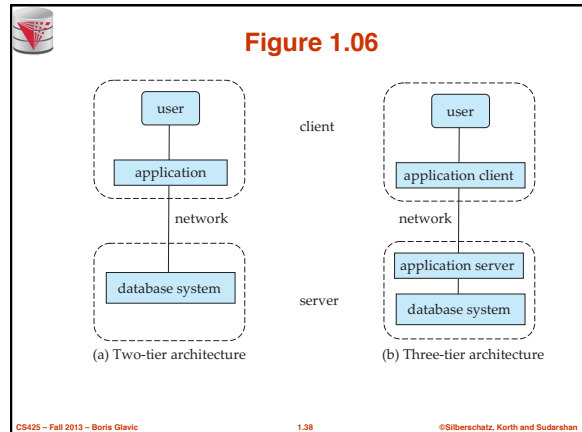 Figure 1.06
user
application
network
database system
(a) Two-tier architecture
client
server
user
application client
network
application server
database system
(b) Three-tier architecture
CS425 – Fall 2013 – Boris Glavic
1.38
©Silberschatz, Korth and Sudarshan